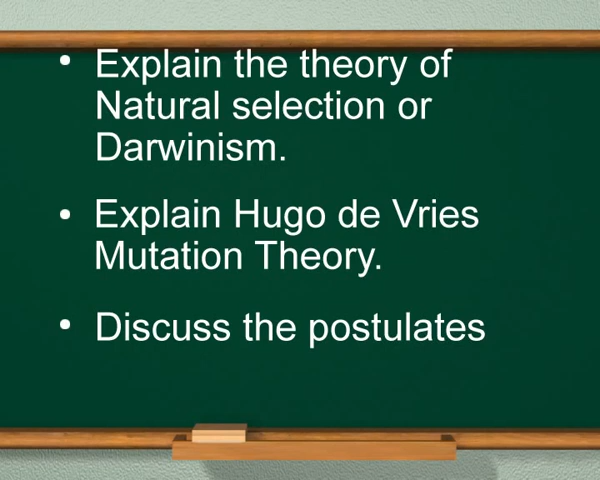 • Explain the theory of
Natural selection or
Darwinism.
• Explain Hugo de Vries
Mutation Theory.
• Discuss the postulates